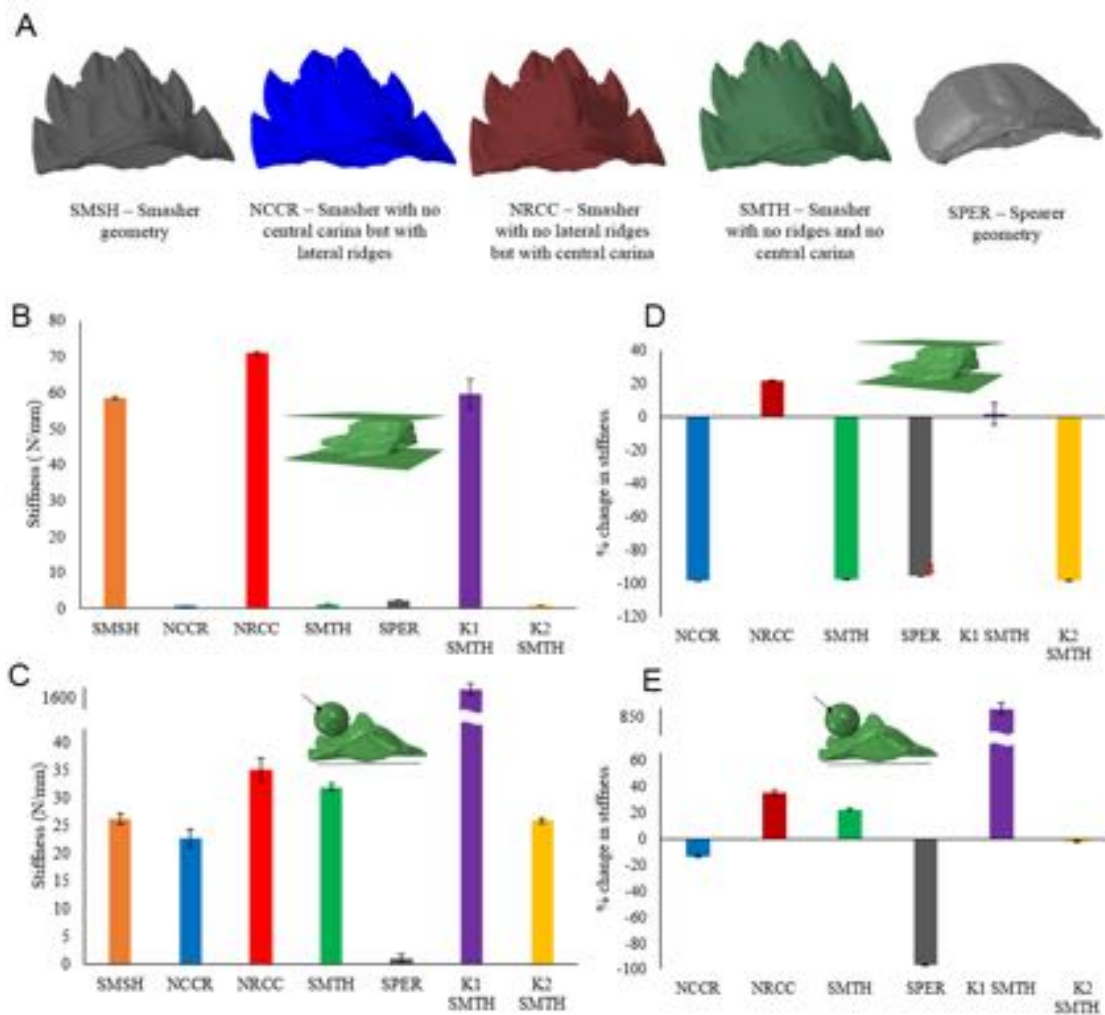 A
SMSH – Smasher
geometry
NCCR – Smasher with no
central carina but with
lateral ridges
NRCC – Smasher
with no lateral ridges
but with central carina
SMTH – Smasher
with no ridges and no
central carina
SPER – Spearer
geometry
B
Stiffness ( N/mm)
80
70
60
50
40
30
20
10
0
SMSH NCCR NRCC SMTH SPER K1 SMTH K2 SMTH
D
% change in stiffness
40
20
0
-20
-40
-60
-80
-100
-120
NCCR NRCC SMTH SPER K1 SMTH K2 SMTH
C
Stiffness (N/mm)
1600
40
35
30
25
20
15
10
5
0
SMSH NCCR NRCC SMTH SPER K1 SMTH K2 SMTH
E
% change in stiffness
850
60
40
20
0
-20
-40
-60
-80
-100
NCCR NRCC SMTH SPER K1 SMTH K2 SMTH